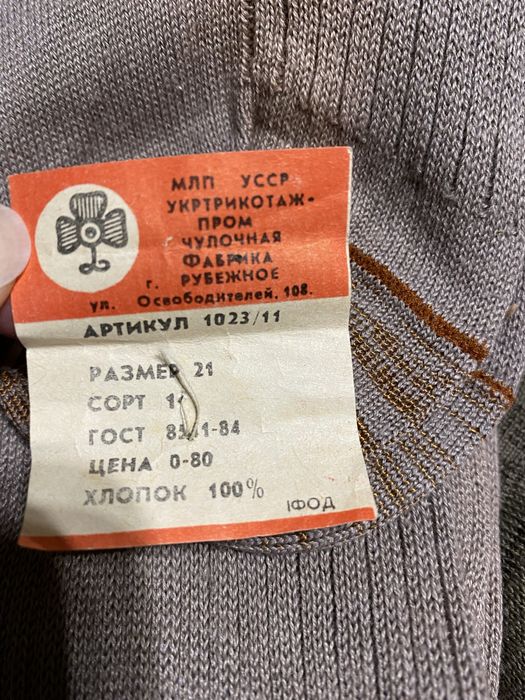 МЛП УССР
УКРТРИКОТАЖ-
ПРОМ
ЧУЛОЧНАЯ
ФАБРИКА
г. РУБЕЖНОЕ
ул. Освободителей, 108.
АРТИКУЛ 1023/11
РАЗМЕР 21
СОРТ
ГОСТ
ЦЕНА 0-80
ХЛОПОК 100%